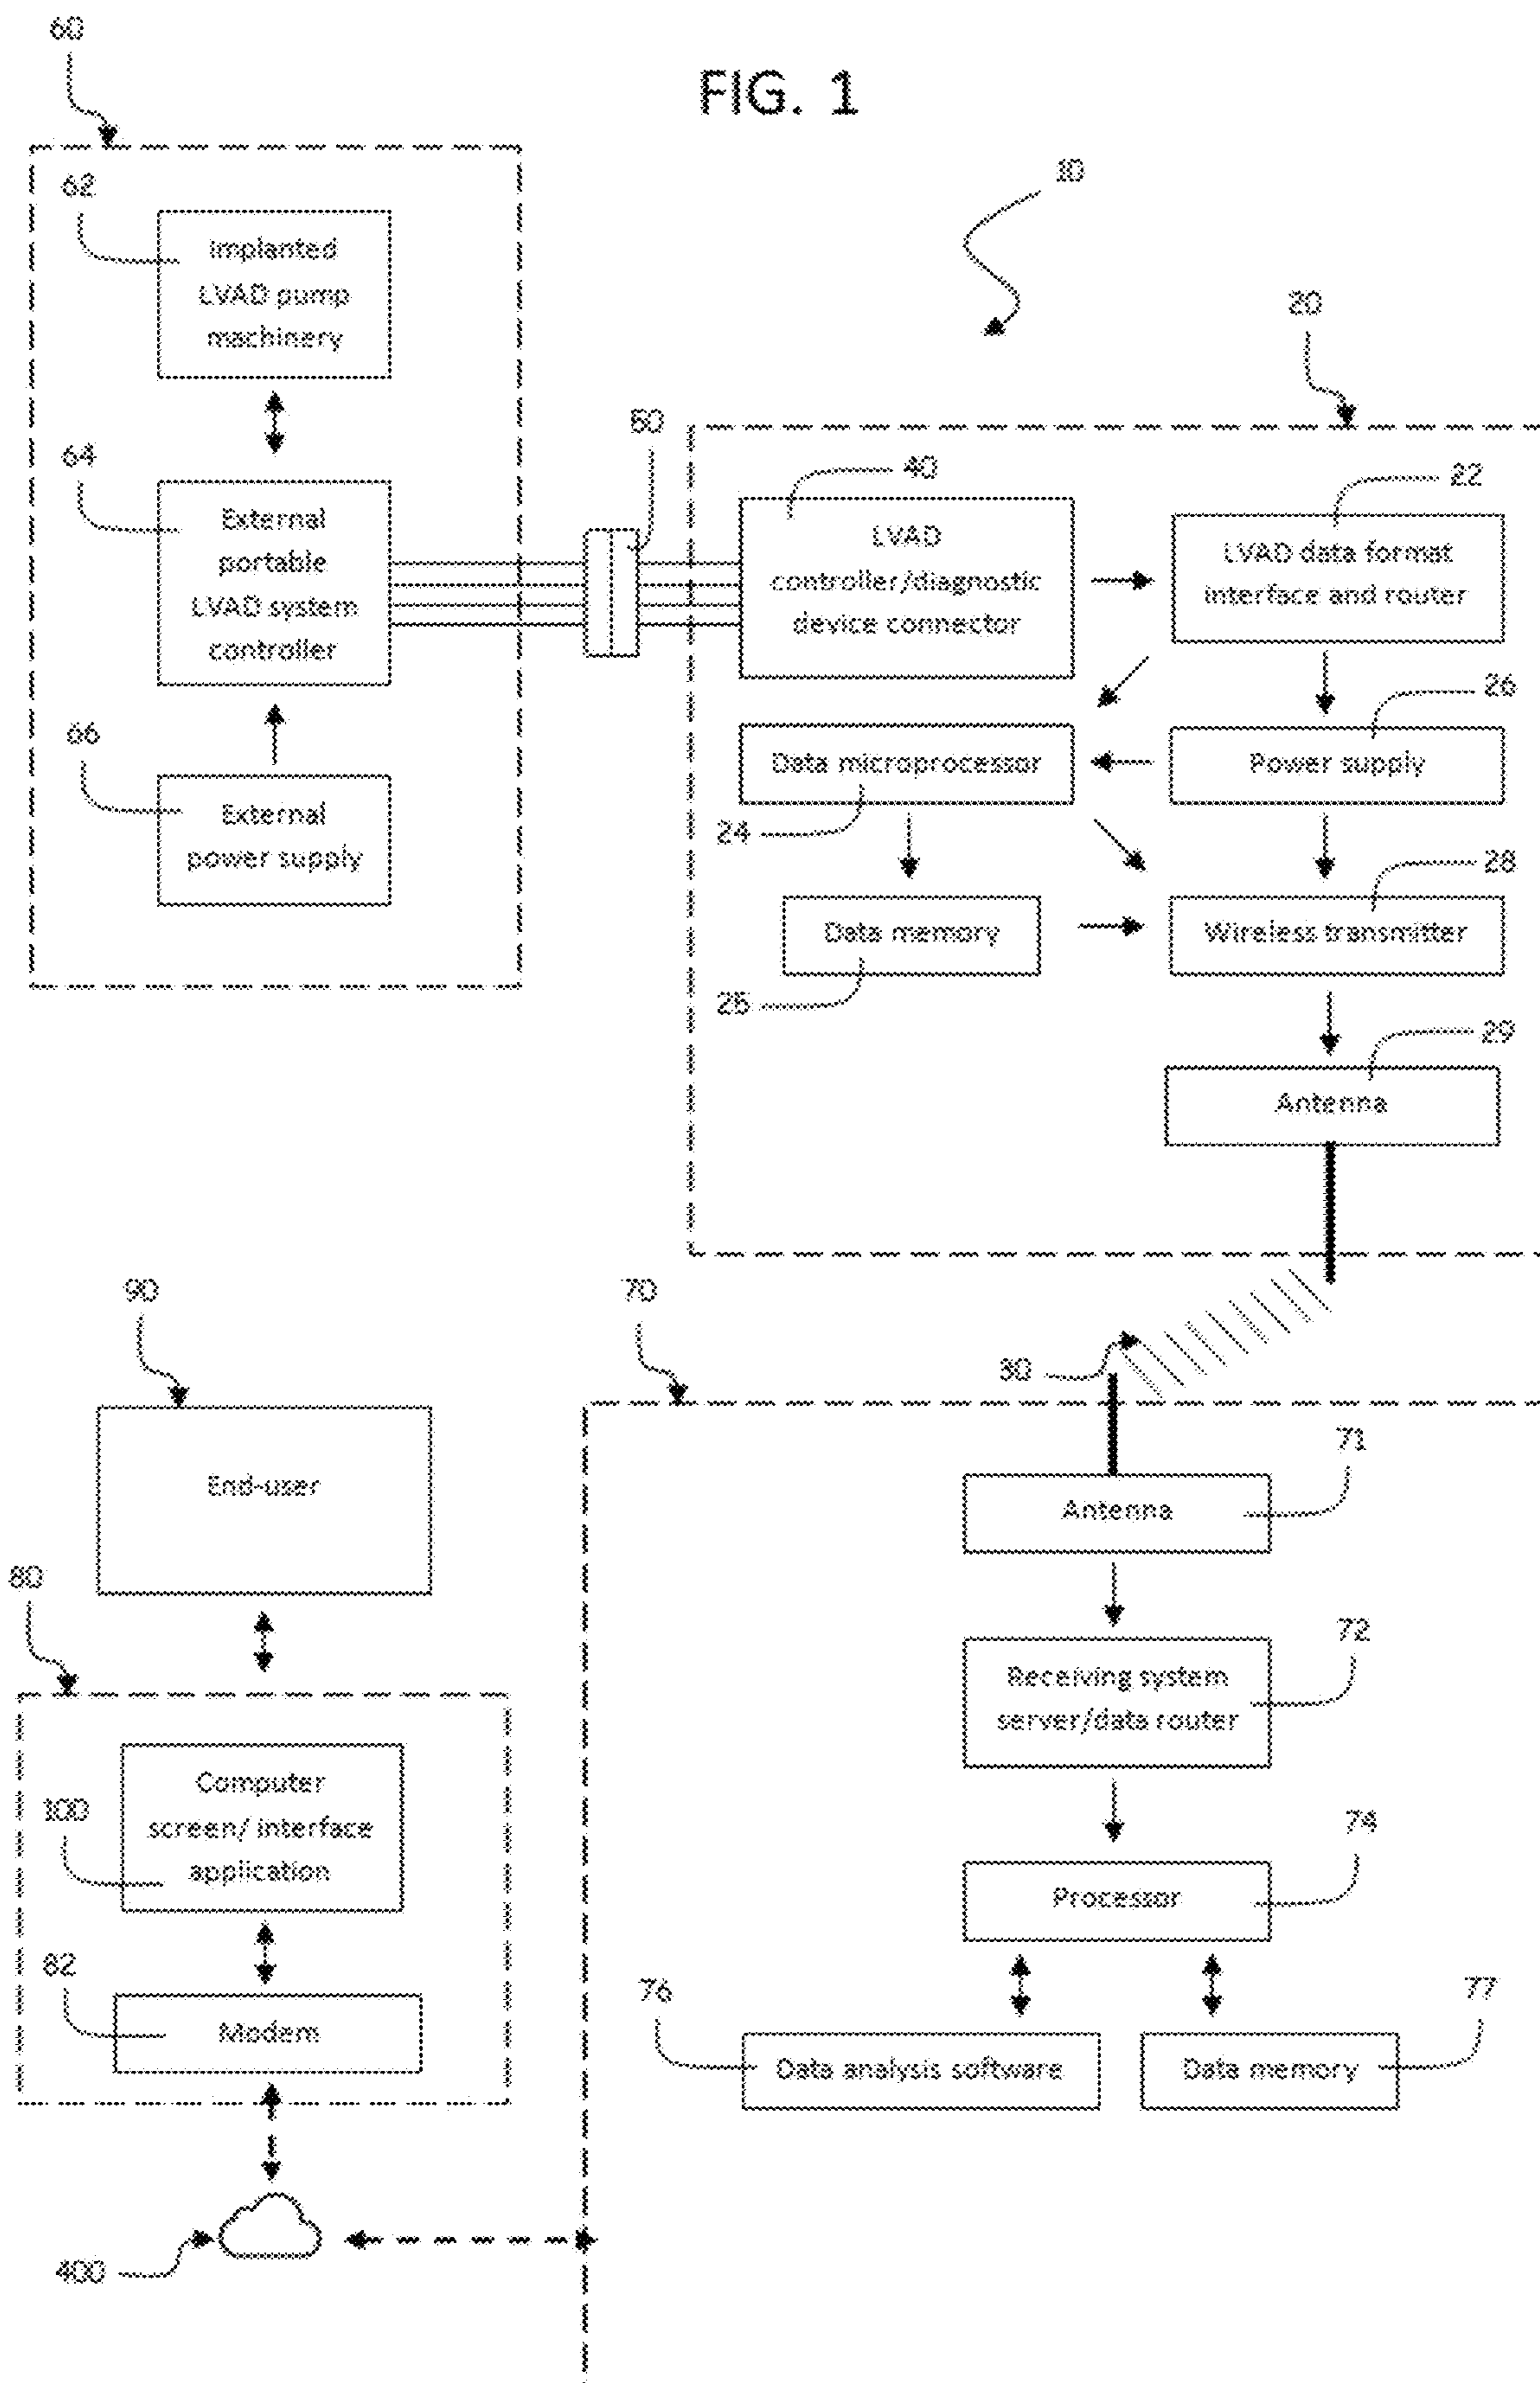 FIG. 1
60
62
Implanted
LVAD pump
machinery
64
External
portable
LVAD system
controller
66
External
power supply
10
50
20
40
LVAD
controller/diagnostic
device connector
22
LVAD data format
interface and router
26
Power supply
Data microprocessor
24
28
Wireless transmitter
Data memory
25
29
Antenna
30
90
End-user
80
100
Computer
screen/ interface
application
82
Modem
400
70
71
Antenna
72
Receiving system
server/data router
74
Processor
76
Data analysis software
77
Data memory